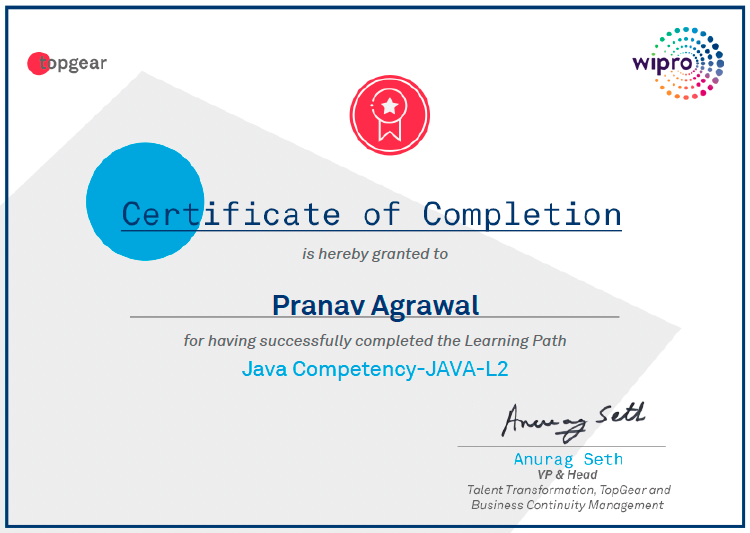 topgear
wipro
Certificate of Completion
is hereby granted to
Pranav Agrawal
for having successfully completed the Learning Path
Java Competency-JAVA-L2
Anurag Seth
Anurag Seth
VP & Head
Talent Transformation, TopGear and
Business Continuity Management